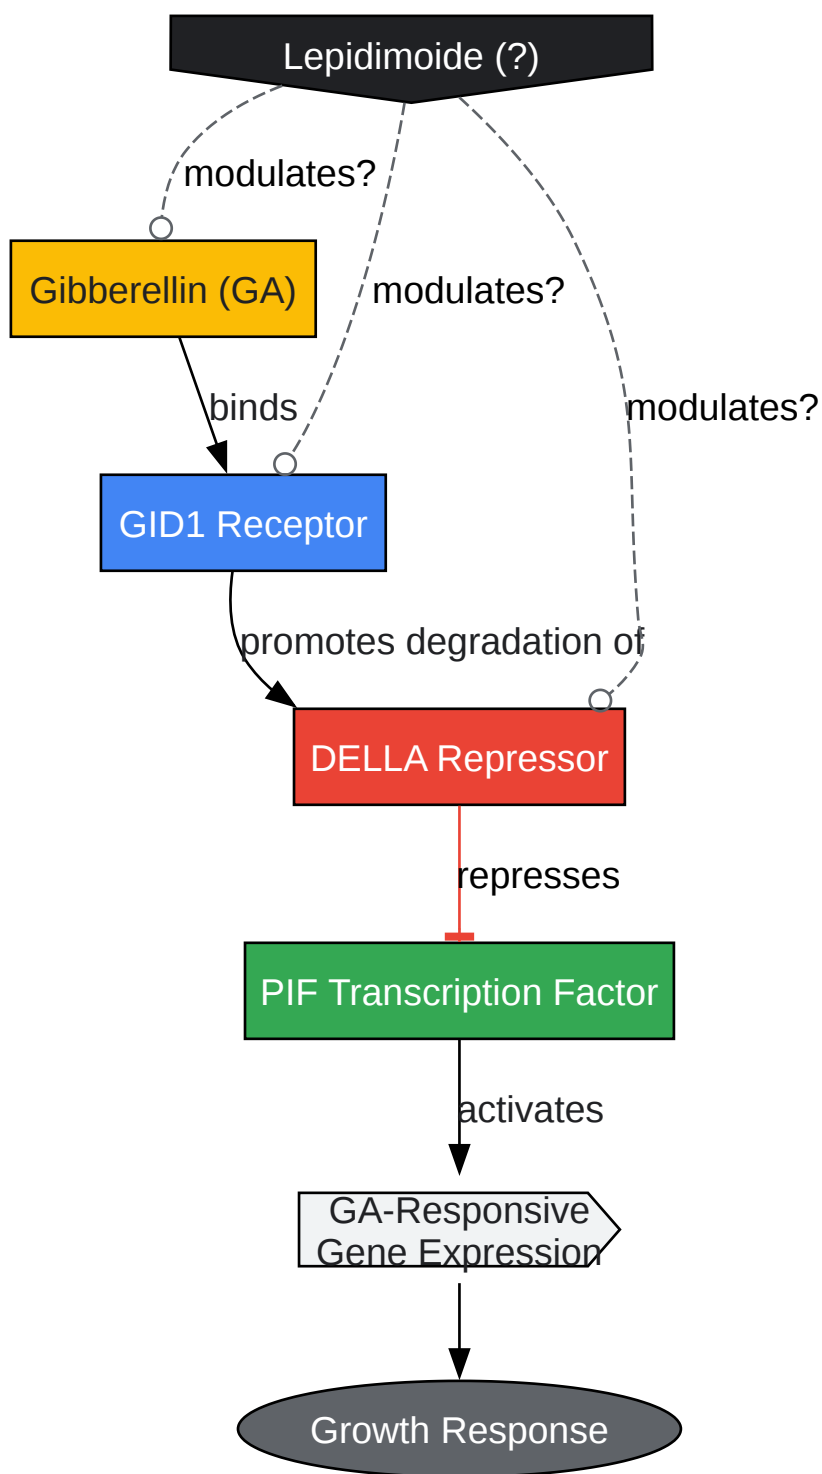 Lepidimoide (?)
modulates?
Gibberellin (GA)
modulates?
binds
modulates?
GID1 Receptor
promotes degradation of
DELLA Repressor
represses
PIF Transcription Factor
activates
GA-Responsive
Gene Expression
Growth Response